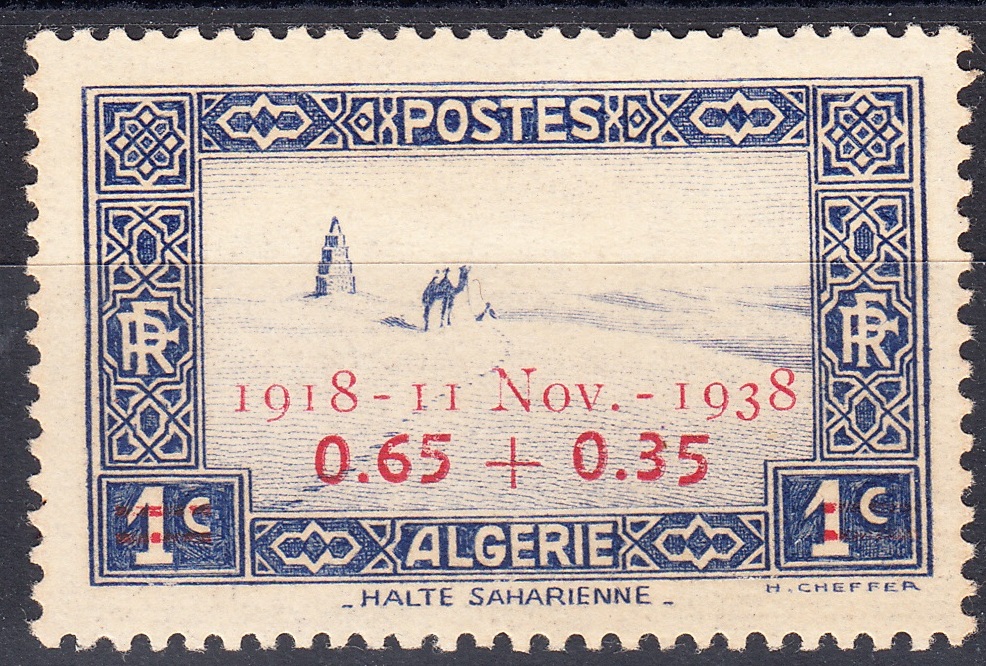 POSTES
RF RF
1918 - 11 Nov. - 1938
0.65 + 0.35
1c 1c
ALGERIE
- HALTE SAHARIENNE -
H. CHEFFER